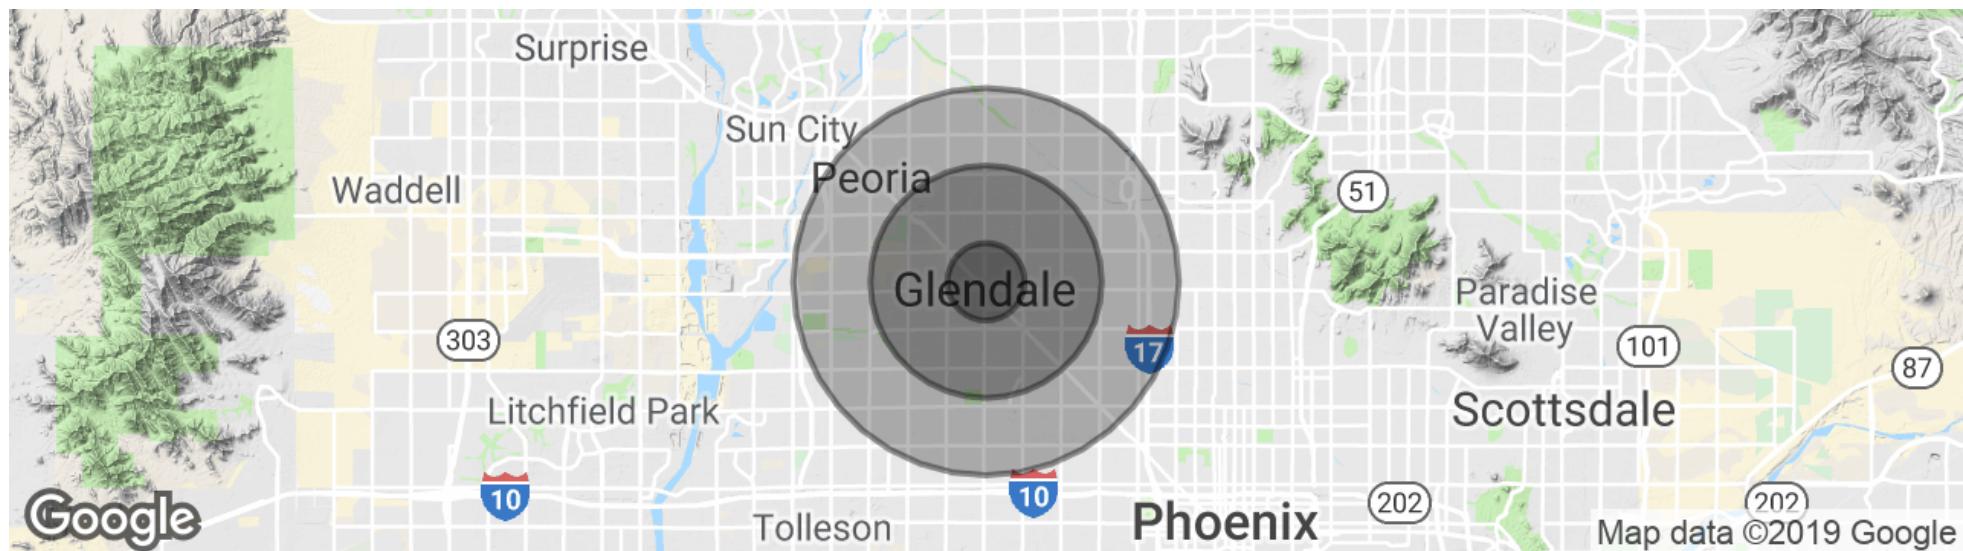 Surprise
Sun City
Peoria
Waddell
51
Glendale
Paradise
Valley
303
17
101
87
Litchfield Park
Scottsdale
10
10
202
202
Google
Tolleson
Phoenix
Map data ©2019 Google